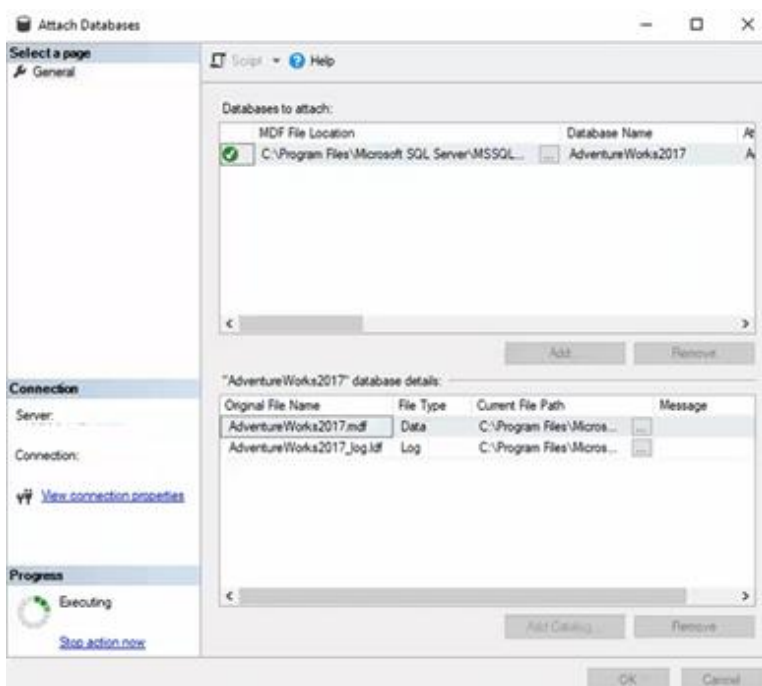 Attach Databases
Select a page
General
Script Help
Databases to attach:
MDF File Location Database Name At
C:\Program Files\Microsoft SQL Server\MSSQL... ... AdventureWorks2017 A
Add... Remove
"AdventureWorks2017" database details:
Original File Name File Type Current File Path Message
AdventureWorks2017.mdf Data C:\Program Files\Micros... ...
AdventureWorks2017_log.ldf Log C:\Program Files\Micros... ...
Add Catalog... Remove
Connection
Server:
Connection:
View connection properties
Progress
Executing
Stop action now
OK Cancel